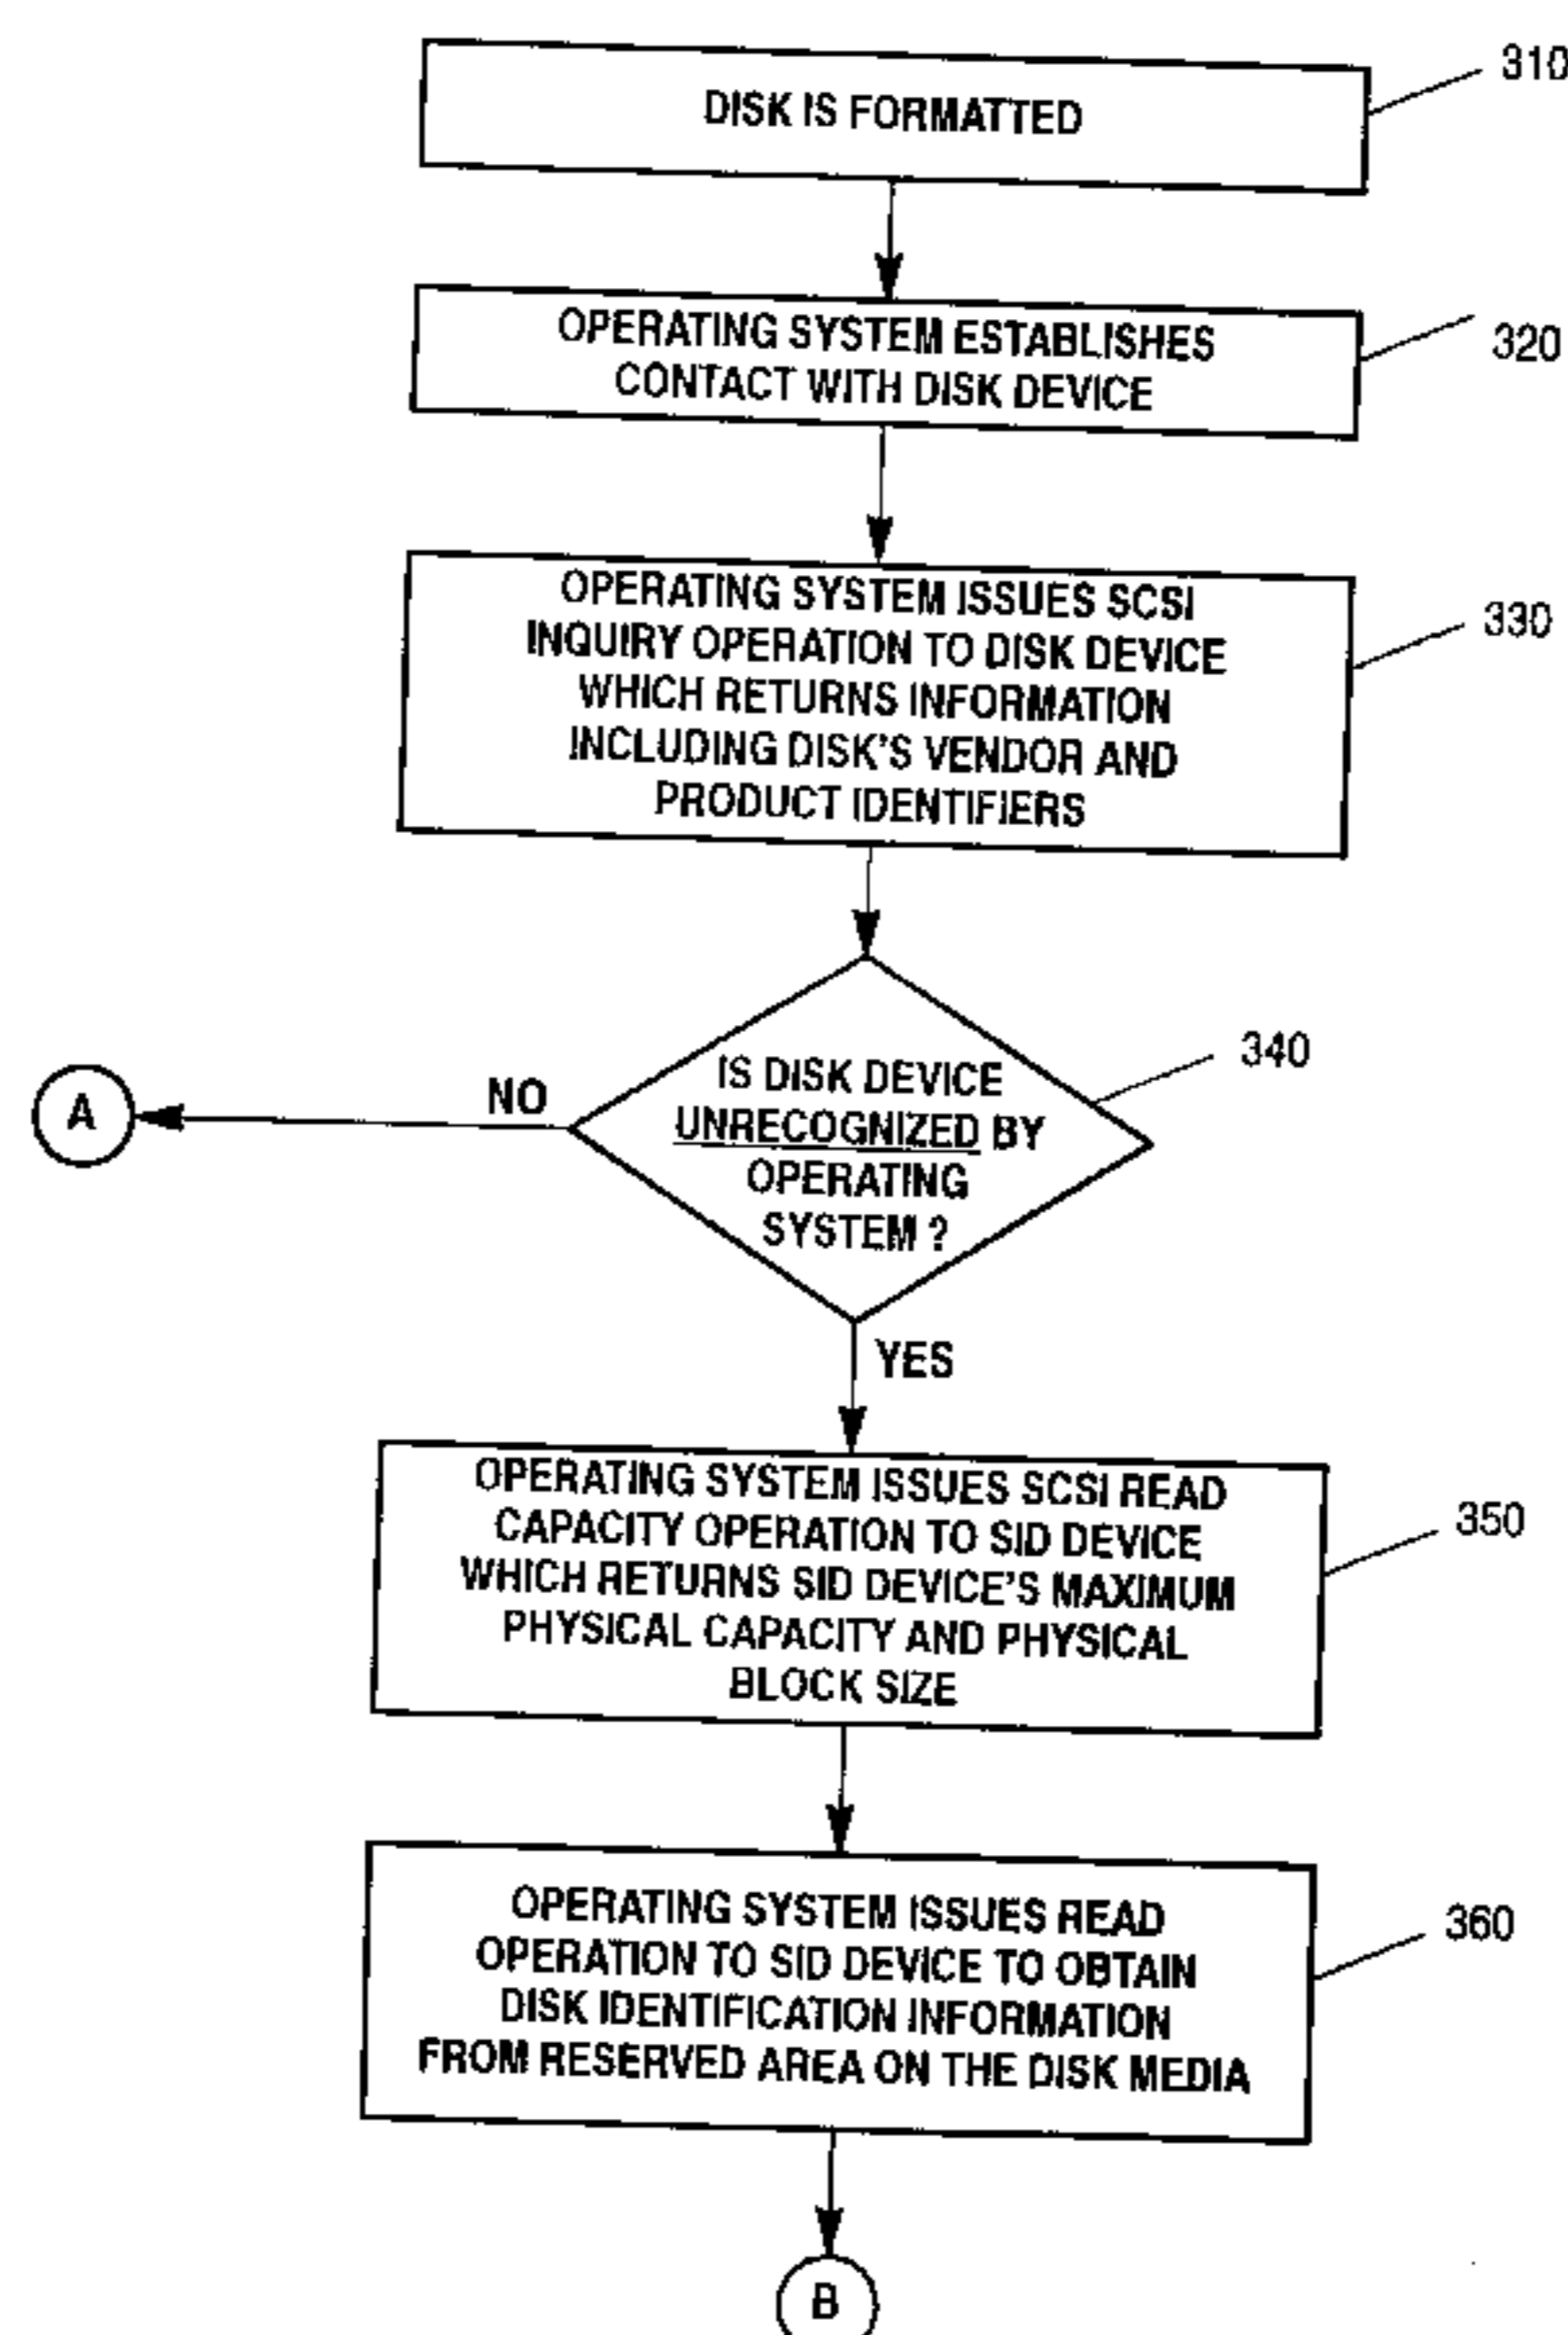 DISK IS FORMATTED
310
OPERATING SYSTEM ESTABLISHES
CONTACT WITH DISK DEVICE
320
OPERATING SYSTEM ISSUES SCSI
INQUIRY OPERATION TO DISK DEVICE
WHICH RETURNS INFORMATION
INCLUDING DISK'S VENDOR AND
PRODUCT IDENTIFIERS
330
IS DISK DEVICE
UNRECOGNIZED BY
OPERATING
SYSTEM ?
340
NO
A
YES
OPERATING SYSTEM ISSUES SCSI READ
CAPACITY OPERATION TO SID DEVICE
WHICH RETURNS SID DEVICE'S MAXIMUM
PHYSICAL CAPACITY AND PHYSICAL
BLOCK SIZE
350
OPERATING SYSTEM ISSUES READ
OPERATION TO SID DEVICE TO OBTAIN
DISK IDENTIFICATION INFORMATION
FROM RESERVED AREA ON THE DISK MEDIA
360
B